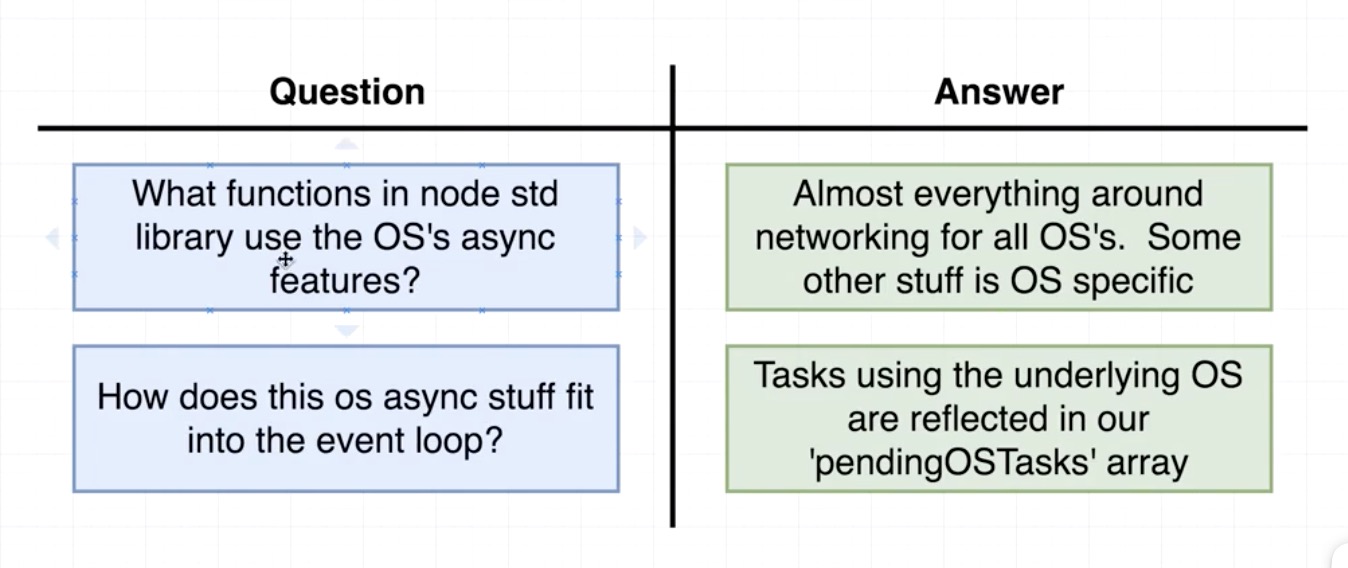 Question
Answer
What functions in node std
library use the OS's async
features?
Almost everything around
networking for all OS's.  Some
other stuff is OS specific
How does this os async stuff fit
into the event loop?
Tasks using the underlying OS
are reflected in our
'pendingOSTasks' array